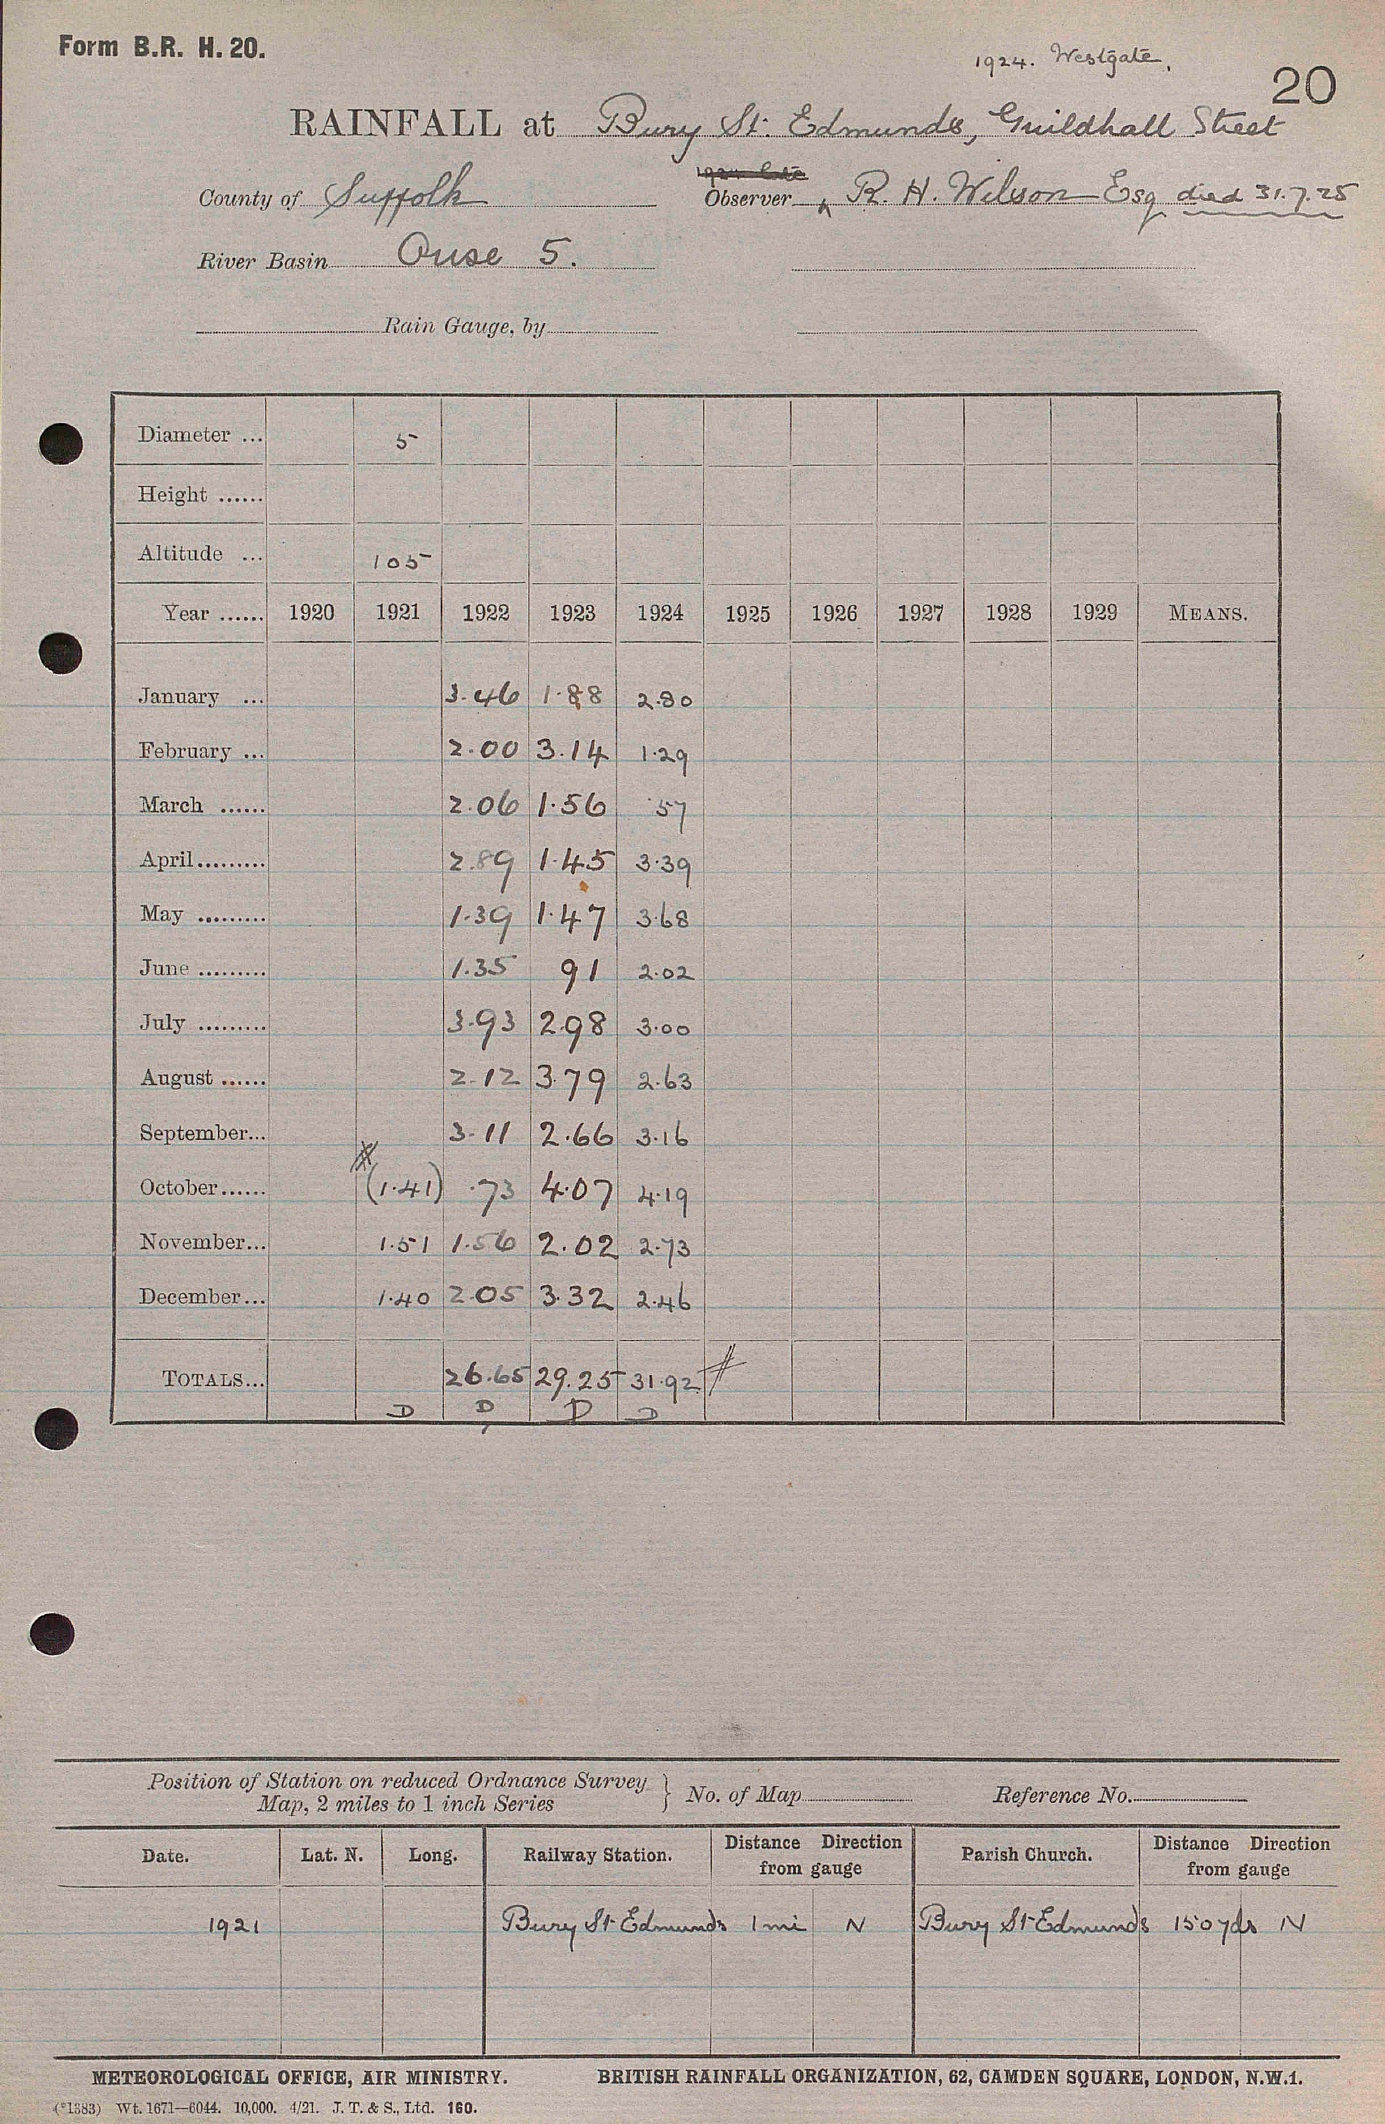 Form B.R. H. 20.
1924. Westgate.
20
RAINFALL at Bury St. Edmunds, Guildhall Street
County of Suffolk
Observer R. H. Wilson Esq died 31.7.25
River Basin Ouse 5.
Rain Gauge, by
Diameter ... 5
Height ......
Altitude ... 105
Year ...... 1920 1921 1922 1923 1924 1925 1926 1927 1928 1929 MEANS.
January ... 3.46 1.88 2.80
February ... 2.00 3.14 1.29
March ...... 2.06 1.56 .57
April......... 2.89 1.45 3.39
May ......... 1.39 1.47 3.68
June ......... 1.35 91 2.02
July ......... 3.93 2.98 3.00
August ...... 2.12 3.79 2.63
September... 3.11 2.66 3.16
October...... (1.41) .73 4.07 4.19
November... 1.51 1.56 2.02 2.73
December... 1.40 2.05 3.32 2.46
TOTALS... 26.65 29.25 31.92
D D D D
Position of Station on reduced Ordnance Survey
Map, 2 miles to 1 inch Series } No. of Map Reference No.
Date. Lat. N. Long. Railway Station. Distance Direction from gauge Parish Church. Distance Direction from gauge
1921 Bury St Edmunds 1 mi N Bury St Edmunds 150 yds N
METEOROLOGICAL OFFICE, AIR MINISTRY. BRITISH RAINFALL ORGANIZATION, 62, CAMDEN SQUARE, LONDON, N.W.1.
(*1383) Wt. 1671—6044. 10,000. 4/21. J. T. & S., Ltd. 160.